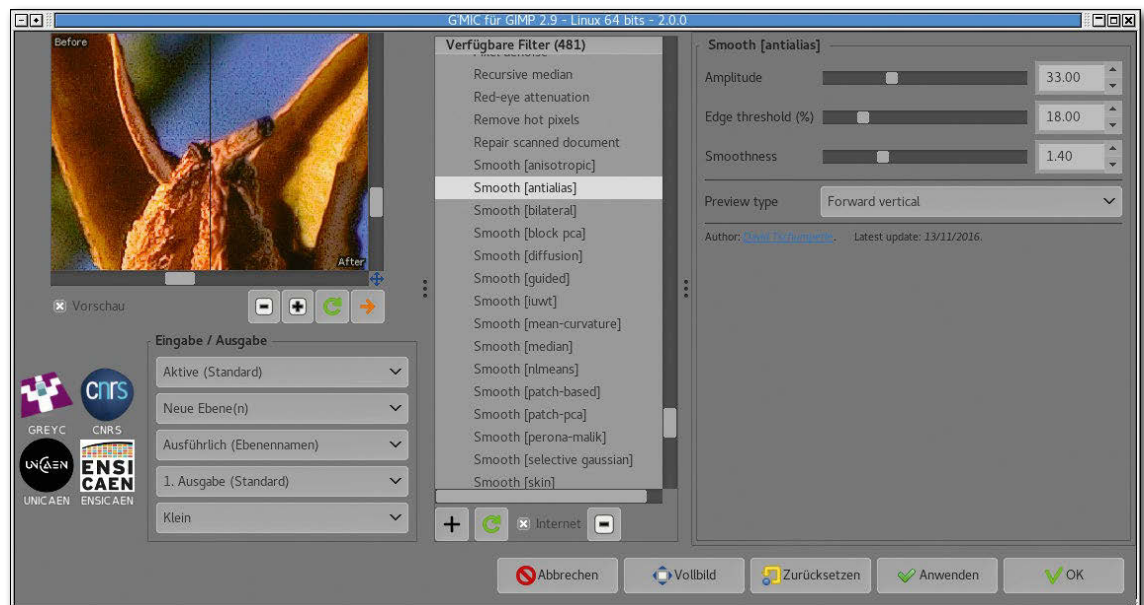 G'MIC für GIMP 2.9 - Linux 64 bits - 2.0.0
Before
After
Vorschau
Eingabe / Ausgabe
Aktive (Standard)
Neue Ebene(n)
Ausführlich (Ebenennamen)
1. Ausgabe (Standard)
Klein
GREYC
cnrs
CNRS
UNICAEN
UNICAEN
ENSI
CAEN
ENSICAEN
Verfügbare Filter (481)
Recursive median
Red-eye attenuation
Remove hot pixels
Repair scanned document
Smooth [anisotropic]
Smooth [antialias]
Smooth [bilateral]
Smooth [block pca]
Smooth [diffusion]
Smooth [guided]
Smooth [iuwt]
Smooth [mean-curvature]
Smooth [median]
Smooth [nlmeans]
Smooth [patch-based]
Smooth [patch-pca]
Smooth [perona-malik]
Smooth [selective gaussian]
Smooth [skin]
Internet
Smooth [antialias]
Amplitude 33.00
Edge threshold (%) 18.00
Smoothness 1.40
Preview type Forward vertical
Author: David . Latest update: 13/11/2016.
Abbrechen Vollbild Zurücksetzen Anwenden OK